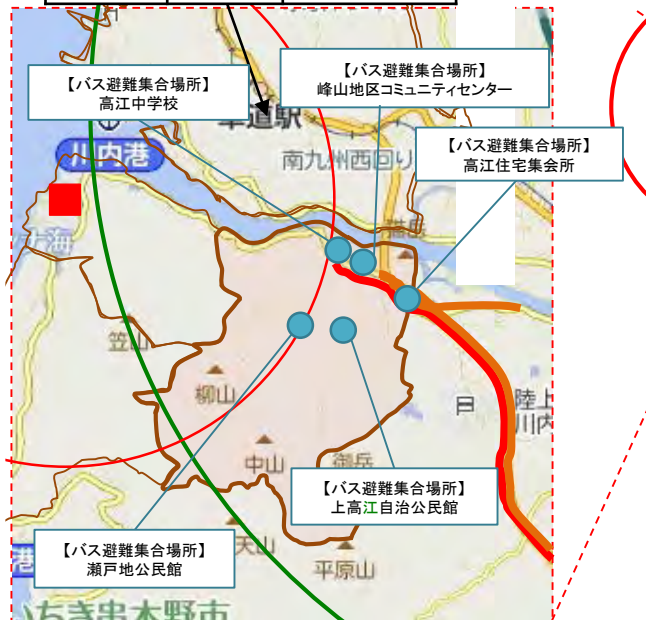 【バス避難集合場所】
高江中学校
【バス避難集合場所】
峰山地区コミュニティセンター
【バス避難集合場所】
高江住宅集会所
草道駅
川内港
南九州西回り
猫岳
笠山
柳山
中山
御岳
陸上
川内
【バス避難集合場所】
上高江自治公民館
【バス避難集合場所】
瀬戸地公民館
天山
平原山
港
いちき串木野市